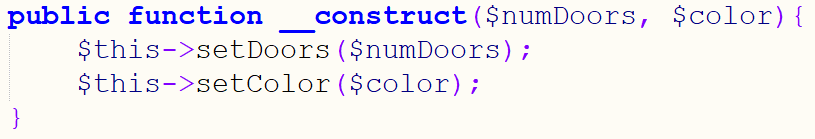 public function __construct($numDoors, $color){
    $this->setDoors($numDoors);
    $this->setColor($color);
}